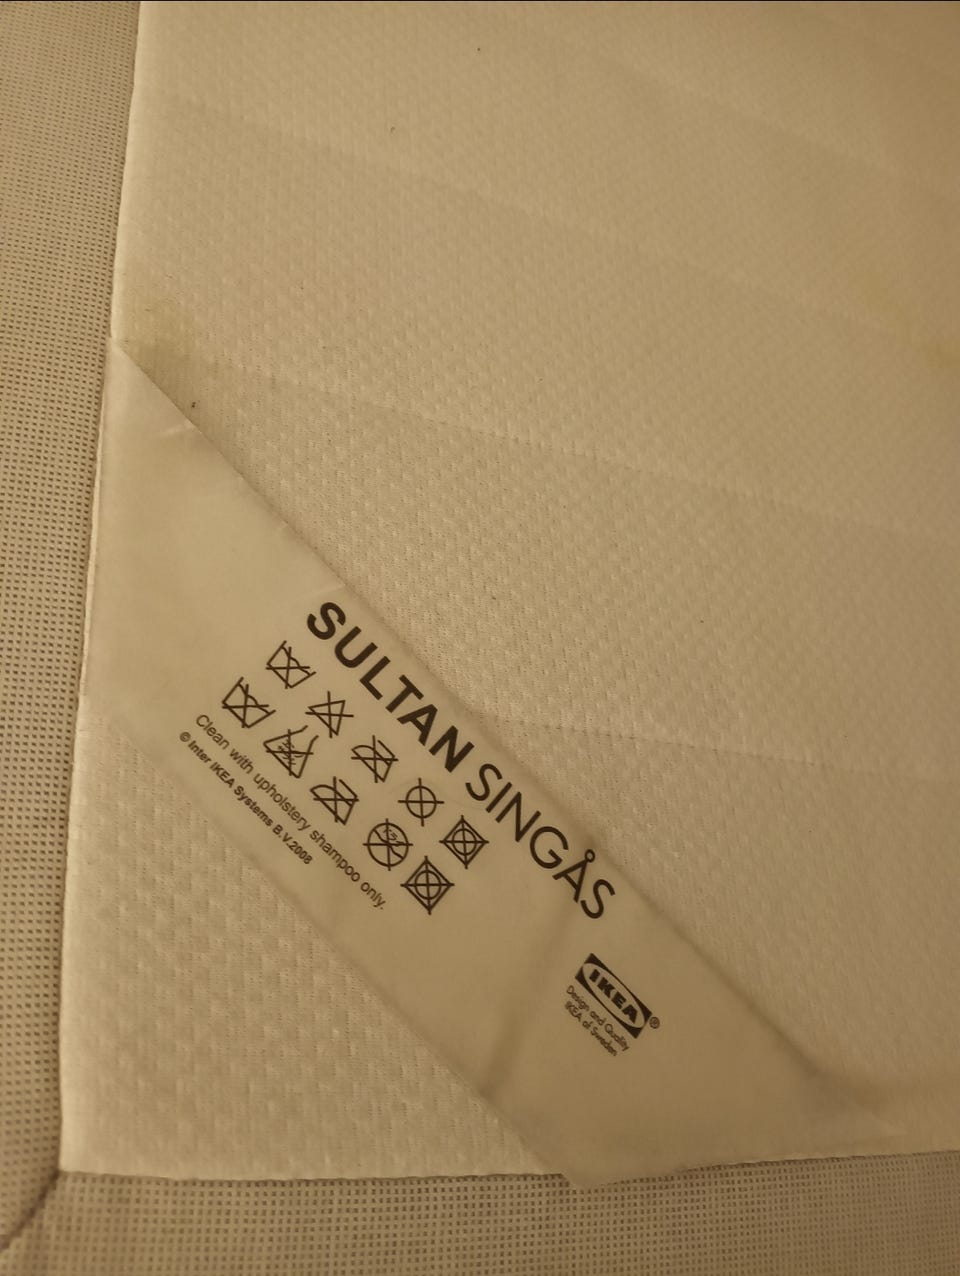 SULTAN SINGÅS
Clean with upholstery shampoo only.
© Inter IKEA Systems B.V.2008
IKEA®
Design and Quality
IKEA of Sweden